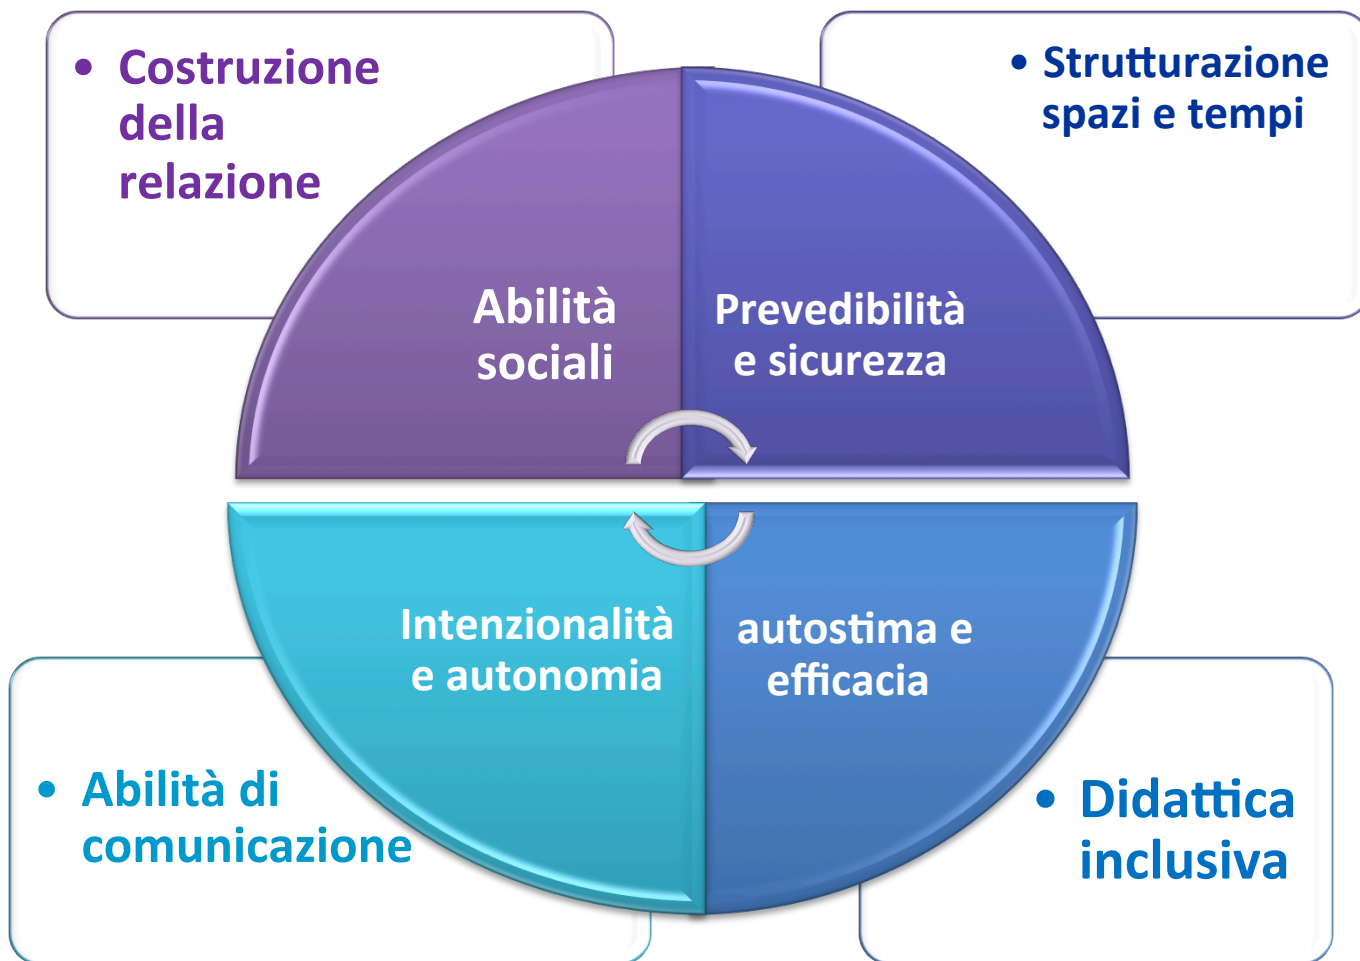 • Costruzione
della
relazione
• Strutturazione
spazi e tempi
Abilità
sociali
Prevedibilità
e sicurezza
Intenzionalità
e autonomia
autostima e
efficacia
• Abilità di
comunicazione
• Didattica
inclusiva